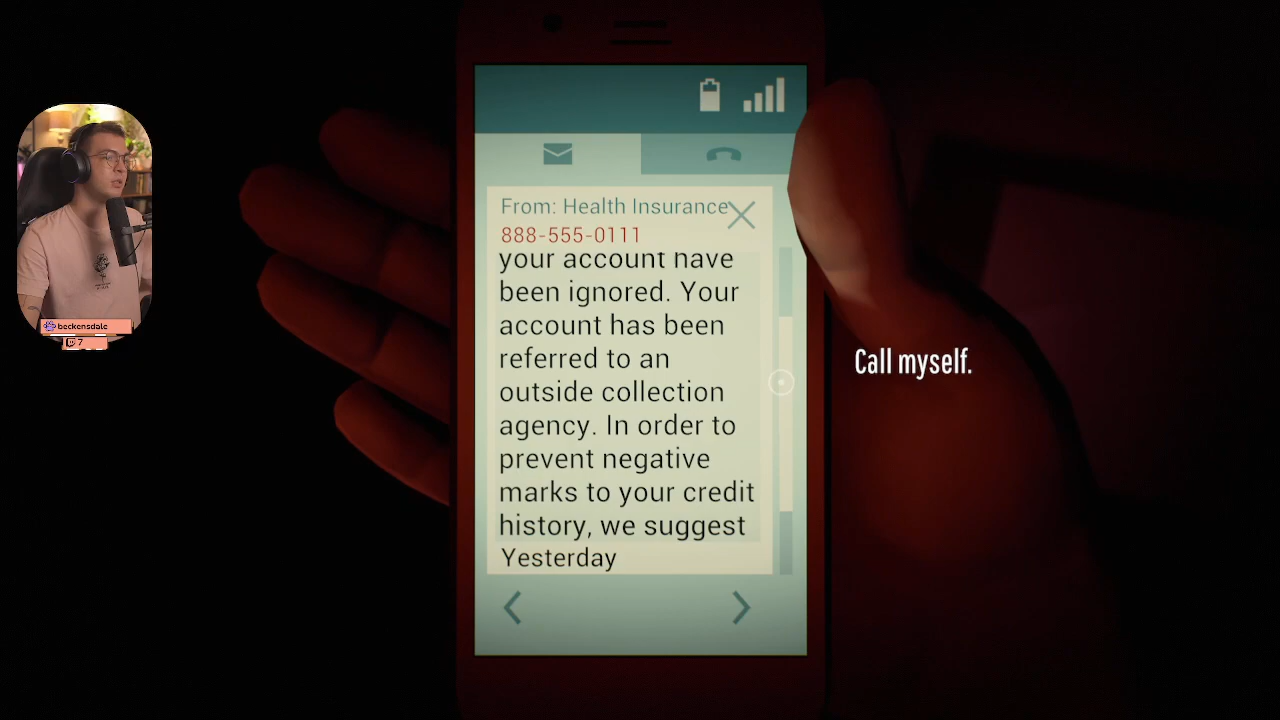 beckensdale
7
From: Health Insurance
888-555-0111
your account have
been ignored. Your
account has been
referred to an
outside collection
agency. In order to
prevent negative
marks to your credit
history, we suggest
Yesterday
Call myself.